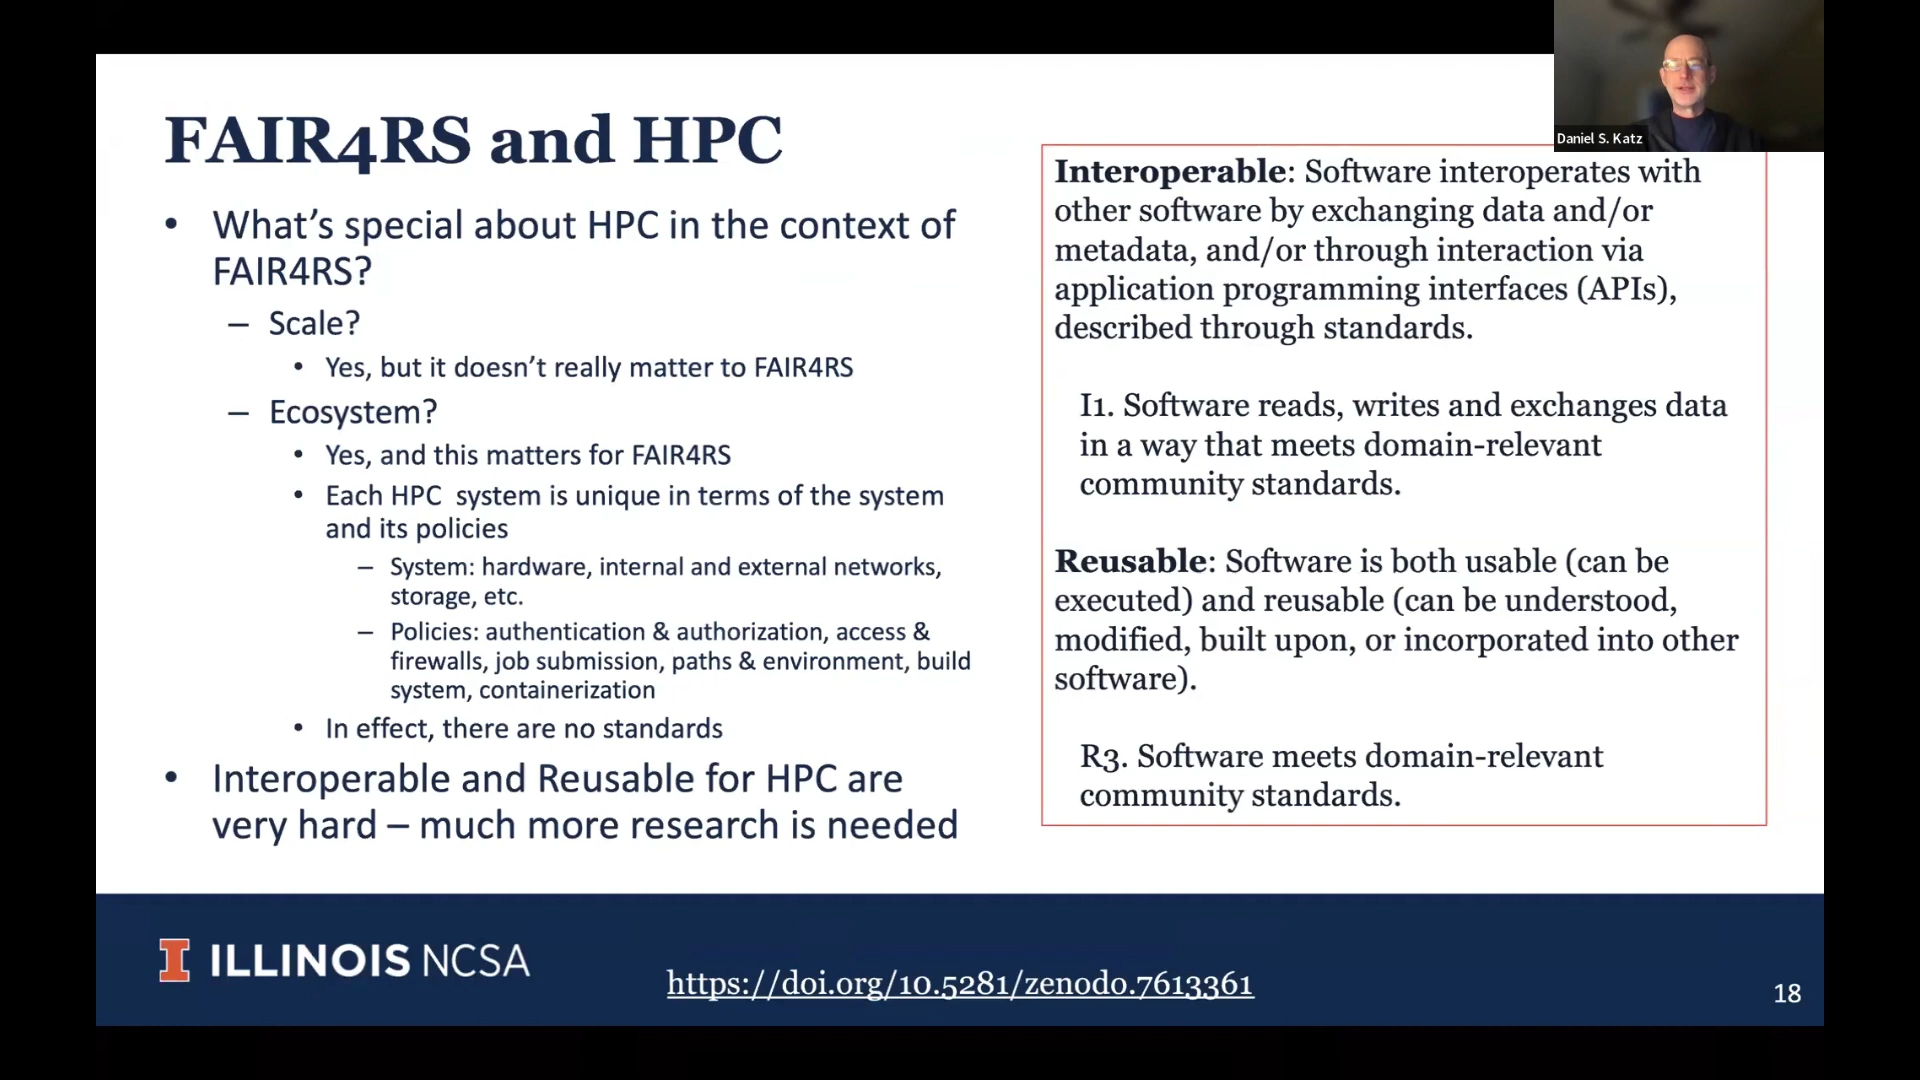 Daniel S. Katz
FAIR4RS and HPC
• What’s special about HPC in the context of
FAIR4RS?
– Scale?
• Yes, but it doesn’t really matter to FAIR4RS
– Ecosystem?
• Yes, and this matters for FAIR4RS
• Each HPC system is unique in terms of the system
and its policies
– System: hardware, internal and external networks,
storage, etc.
– Policies: authentication & authorization, access &
firewalls, job submission, paths & environment, build
system, containerization
• In effect, there are no standards
• Interoperable and Reusable for HPC are
very hard – much more research is needed
Interoperable: Software interoperates with
other software by exchanging data and/or
metadata, and/or through interaction via
application programming interfaces (APIs),
described through standards.
I1. Software reads, writes and exchanges data
in a way that meets domain-relevant
community standards.
Reusable: Software is both usable (can be
executed) and reusable (can be understood,
modified, built upon, or incorporated into other
software).
R3. Software meets domain-relevant
community standards.
I ILLINOIS NCSA
https://doi.org/10.5281/zenodo.7613361
18